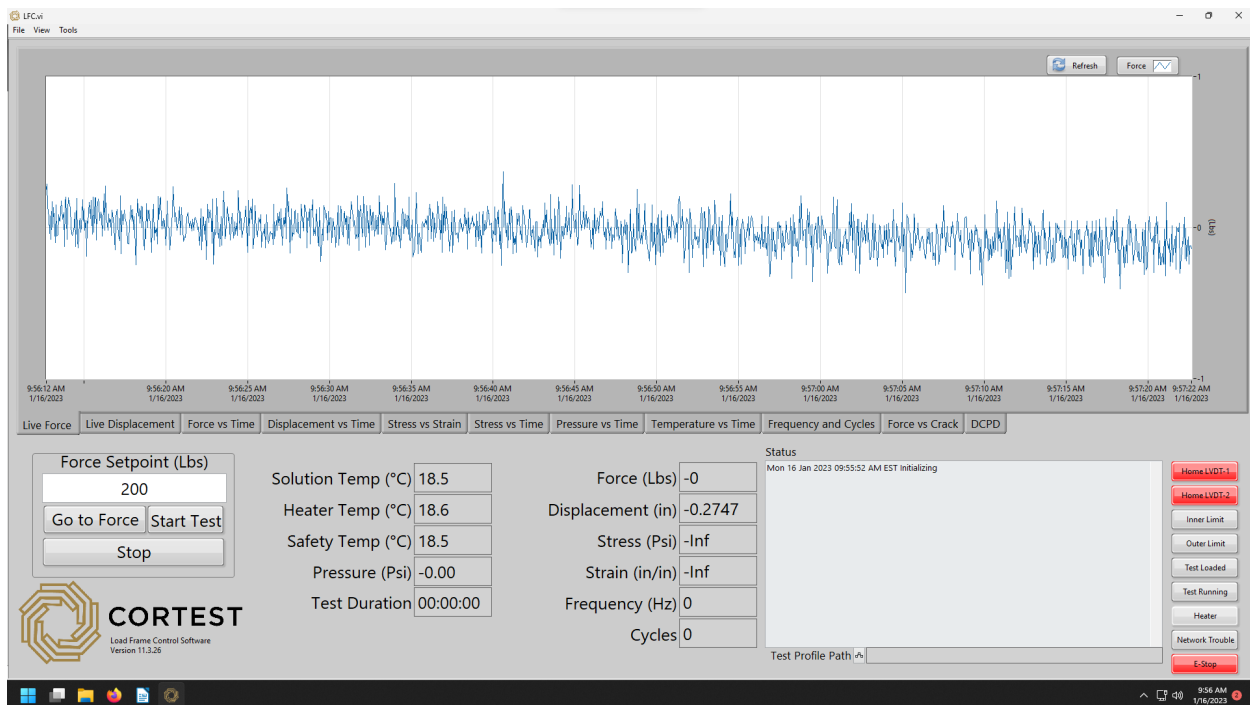 LFC.vi
File View Tools
Refresh
Force
1
0
-1
(Lbs)
9:56:12 AM 9:56:20 AM 9:56:25 AM 9:56:30 AM 9:56:35 AM 9:56:40 AM 9:56:45 AM 9:56:50 AM 9:56:55 AM 9:57:00 AM 9:57:05 AM 9:57:10 AM 9:57:15 AM 9:57:20 AM 9:57:22 AM
1/16/2023 1/16/2023 1/16/2023 1/16/2023 1/16/2023 1/16/2023 1/16/2023 1/16/2023 1/16/2023 1/16/2023 1/16/2023 1/16/2023 1/16/2023 1/16/2023 1/16/2023
Live Force Live Displacement Force vs Time Displacement vs Time Stress vs Strain Stress vs Time Pressure vs Time Temperature vs Time Frequency and Cycles Force vs Crack DCPD
Force Setpoint (Lbs)
200
Go to Force Start Test
Stop
CORTEST
Load Frame Control Software
Version 11.3.26
Solution Temp (°C) 18.5
Heater Temp (°C) 18.6
Safety Temp (°C) 18.5
Pressure (Psi) -0.00
Test Duration 00:00:00
Force (Lbs) -0
Displacement (in) -0.2747
Stress (Psi) -Inf
Strain (in/in) -Inf
Frequency (Hz) 0
Cycles 0
Status
Mon 16 Jan 2023 09:55:52 AM EST Initializing
Test Profile Path
Home LVDT-1
Home LVDT-2
Inner Limit
Outer Limit
Test Loaded
Test Running
Heater
Network Trouble
E-Stop
9:56 AM
1/16/2023
2